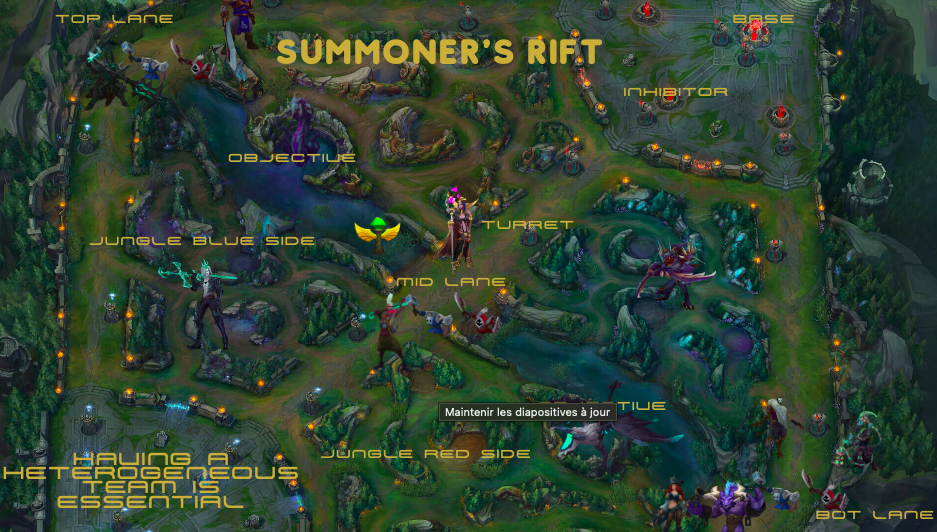 TOP LANE
BASE
SUMMONER'S RIFT
INHIBITOR
OBJECTIVE
TURRET
JUNGLE BLUE SIDE
MID LANE
Maintenir les diapositives à jour
TIVE
JUNGLE RED SIDE
HAVING A
HETEROGENEOUS
TEAM IS
ESSENTIAL
BOT LANE